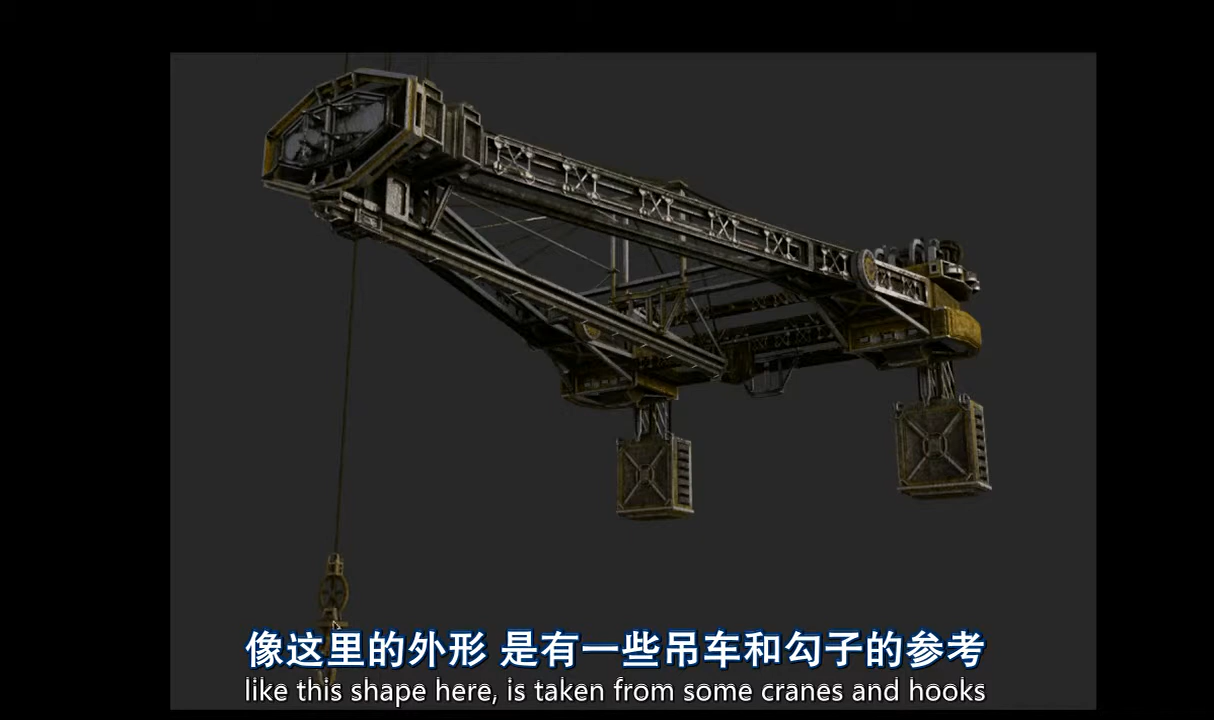 像这里的外形 是有一些吊车和勾子的参考
like this shape here, is taken from some cranes and hooks